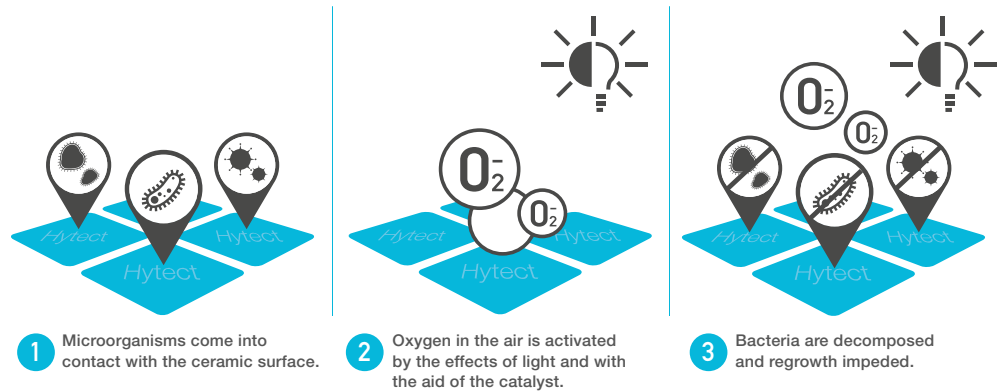 Hytect
Hytect
Hytect
O₂⁻
O₂⁻
Hytect
Hytect
Hytect
O₂⁻
O₂⁻
Hytect
Hytect
Hytect
1 Microorganisms come into
contact with the ceramic surface.
2 Oxygen in the air is activated
by the effects of light and with
the aid of the catalyst.
3 Bacteria are decomposed
and regrowth impeded.